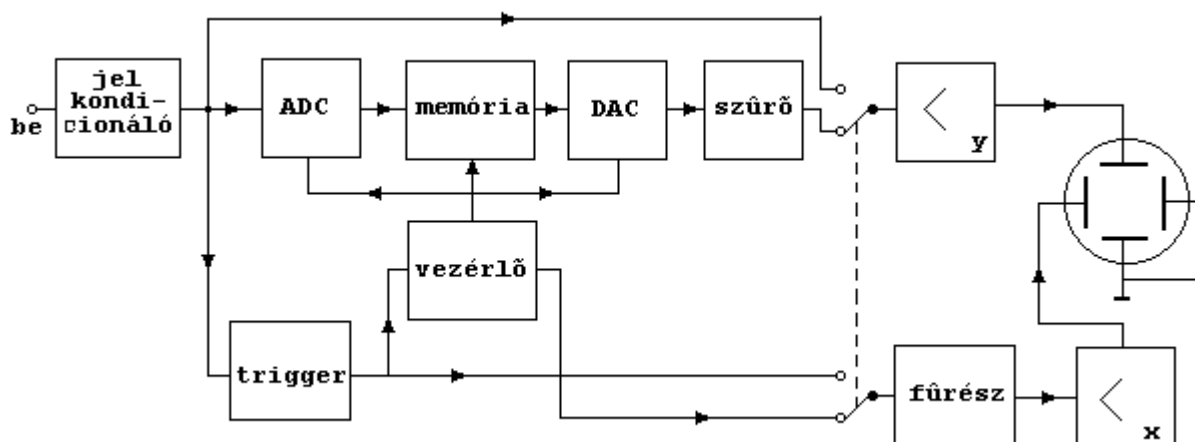 jel
kondi-
cionáló
be
ADC
memória
DAC
szûrõ
y
vezérlõ
trigger
fûrész
x